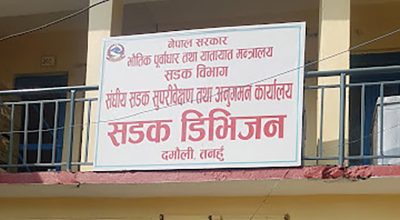 नेपाल सरकार
भौतिक पूर्वाधार तथा यातायात मन्त्रालय
सडक विभाग
संघीय सडक सुपरीवेक्षण तथा अनुगमन कार्यालय
सडक डिभिजन
दमौली, तनहुँ